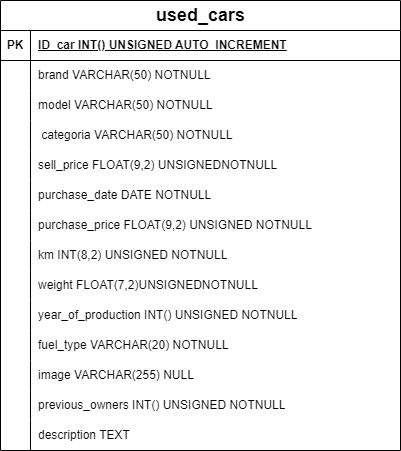 used_cars
PK ID_car INT() UNSIGNED AUTO_INCREMENT
brand VARCHAR(50) NOTNULL
model VARCHAR(50) NOTNULL
categoria VARCHAR(50) NOTNULL
sell_price FLOAT(9,2) UNSIGNEDNOTNULL
purchase_date DATE NOTNULL
purchase_price FLOAT(9,2) UNSIGNED NOTNULL
km INT(8,2) UNSIGNED NOTNULL
weight FLOAT(7,2)UNSIGNEDNOTNULL
year_of_production INT() UNSIGNED NOTNULL
fuel_type VARCHAR(20) NOTNULL
image VARCHAR(255) NULL
previous_owners INT() UNSIGNED NOTNULL
description TEXT